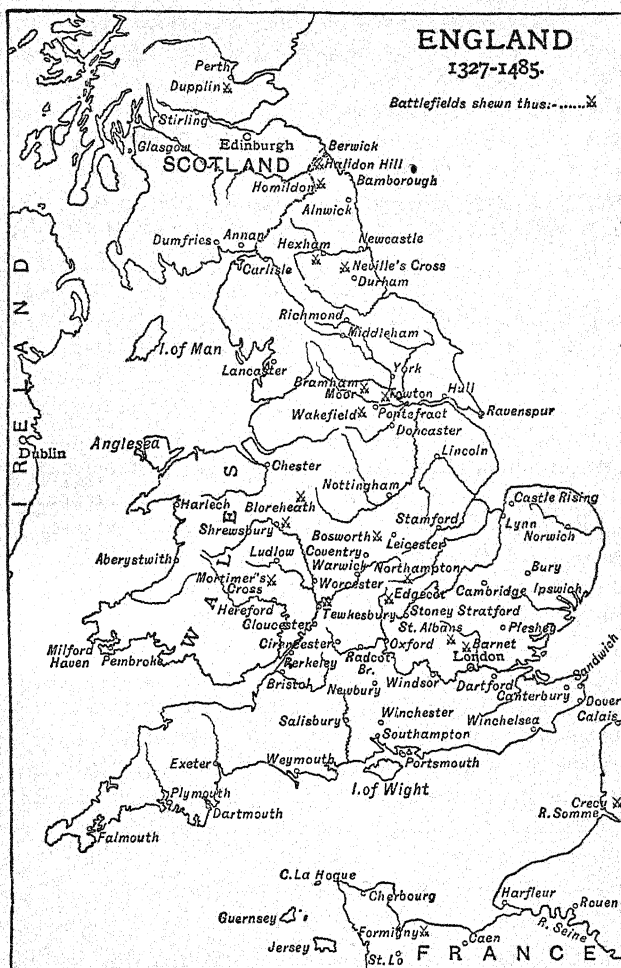 ENGLAND
1327-1485.
Battlefields shewn thus:-......
Perth
Dupplin
Stirling
Edinburgh
Glasgow
SCOTLAND
Berwick
Halidon Hill
Homildon
Bamborough
Alnwick
Dumfries
Annan
Hexham
Newcastle
Carlisle
Neville's Cross
Durham
Richmond
Middleham
I. of Man
Lancaster
York
Bramham
Moor
Towton
Hull
Wakefield
Pontefract
Ravenspur
Doncaster
IRELAND
Dublin
Anglesea
Chester
Lincoln
Nottingham
WALES
Harlech
Bloreheath
Castle Rising
Shrewsbury
Stamford
Lynn
Bosworth
Norwich
Aberystwith
Ludlow
Coventry
Leicester
Warwick
Northampton
Bury
Mortimer's
Cross
Worcester
Cambridge
Ipswich
Edgecot
Hereford
Tewkesbury
Stoney Stratford
Gloucester
St. Albans
Pleshey
Milford
Haven
Pembroke
Cirencester
Oxford
Barnet
Berkeley
Radcot
Br.
London
Sandwich
Bristol
Newbury
Windsor
Dartford
Canterbury
Dover
Calais
Salisbury
Winchester
Winchelsea
Southampton
Exeter
Weymouth
Portsmouth
I. of Wight
Plymouth
Dartmouth
Crecy
R. Somme
Falmouth
C. La Hogue
Cherbourg
Harfleur
Rouen
Guernsey
R. Seine
Formigny
Jersey
Caen
St. Lo
FRANCE